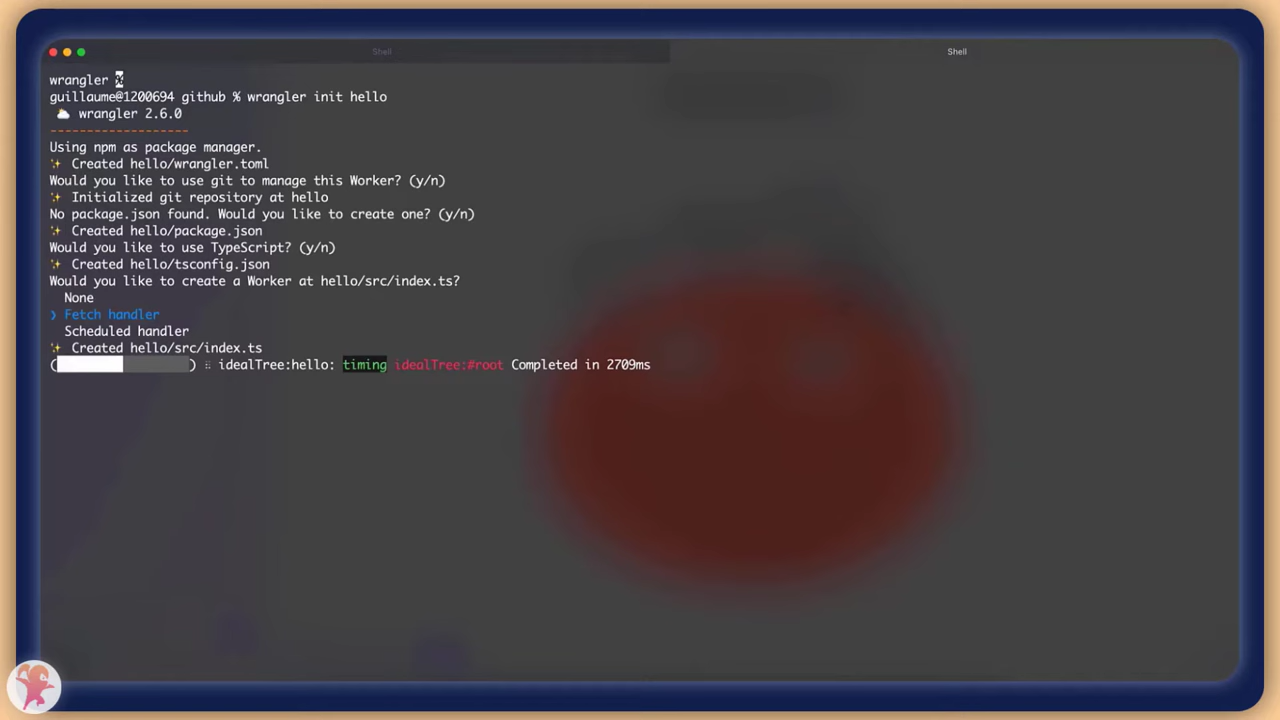 Shell
Shell
wrangler x
guillaume@1200694 github % wrangler init hello
wrangler 2.6.0
-------------------
Using npm as package manager.
✨ Created hello/wrangler.toml
Would you like to use git to manage this Worker? (y/n)
✨ Initialized git repository at hello
No package.json found. Would you like to create one? (y/n)
✨ Created hello/package.json
Would you like to use TypeScript? (y/n)
✨ Created hello/tsconfig.json
Would you like to create a Worker at hello/src/index.ts?
None
❯ Fetch handler
Scheduled handler
✨ Created hello/src/index.ts
( ) ⠶ idealTree:hello: timing idealTree:#root Completed in 2709ms